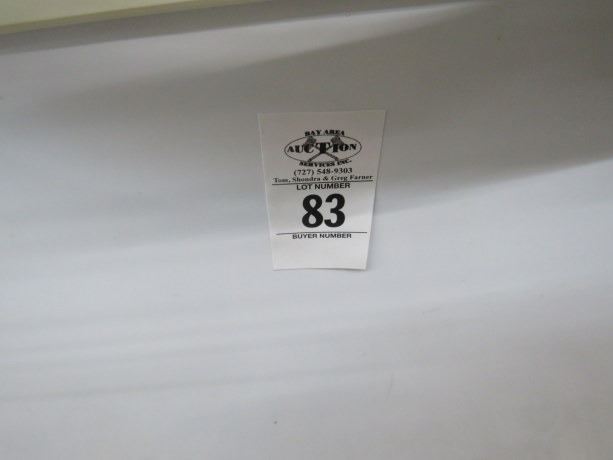 BAY AREA
AUCTION
SERVICES INC.
(727) 548-9303
Tom, Shondra & Greg Farner
LOT NUMBER
83
BUYER NUMBER